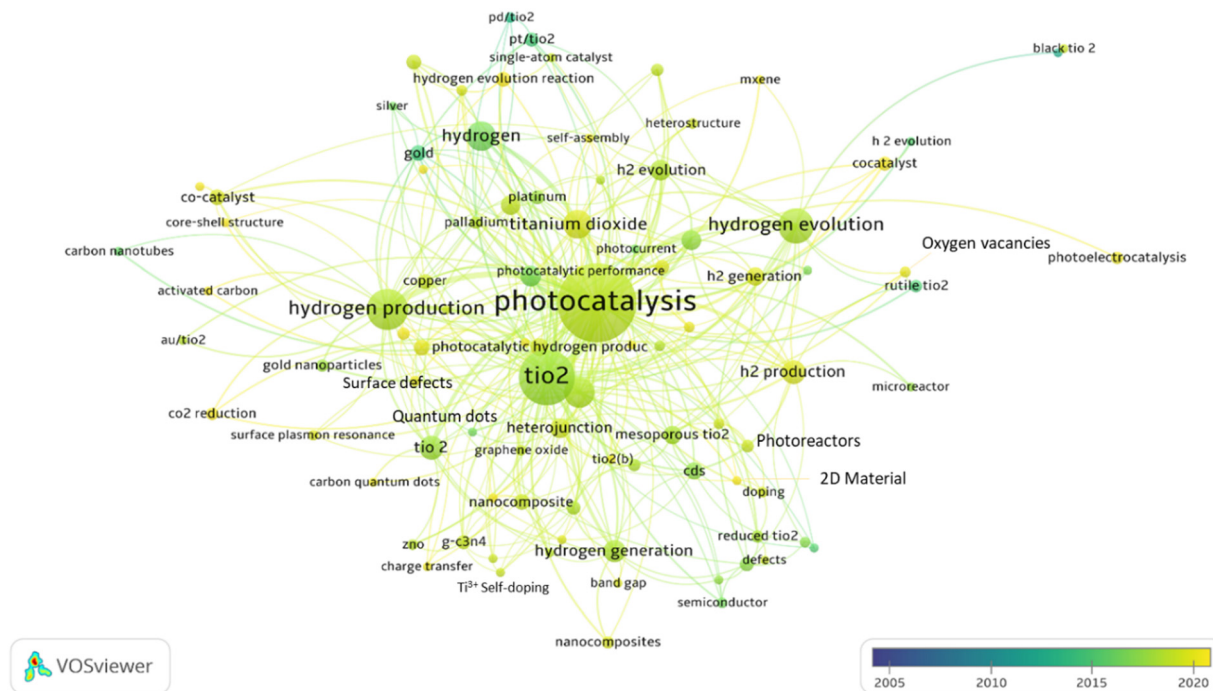 pd/tio2
pt/tio2
black tio 2
single-atom catalyst
hydrogen evolution reaction
mxene
silver
heterostructure
hydrogen
self-assembly
h 2 evolution
gold
cocatalyst
h2 evolution
co-catalyst
platinum
core-shell structure
palladium
titanium dioxide
hydrogen evolution
Oxygen vacancies
carbon nanotubes
photocurrent
photoelectrocatalysis
photocatalytic performance
h2 generation
copper
rutile tio2
activated carbon
hydrogen production
photocatalysis
au/tio2
photocatalytic hydrogen produc
gold nanoparticles
tio2
h2 production
Surface defects
microreactor
co2 reduction
Quantum dots
heterojunction
surface plasmon resonance
mesoporous tio2
Photoreactors
tio 2
graphene oxide
tio2(b)
cds
carbon quantum dots
2D Material
doping
nanocomposite
reduced tio2
zno
g-c3n4
hydrogen generation
defects
charge transfer
Ti³⁺ Self-doping
band gap
semiconductor
nanocomposites
VOSviewer
2005
2010
2015
2020